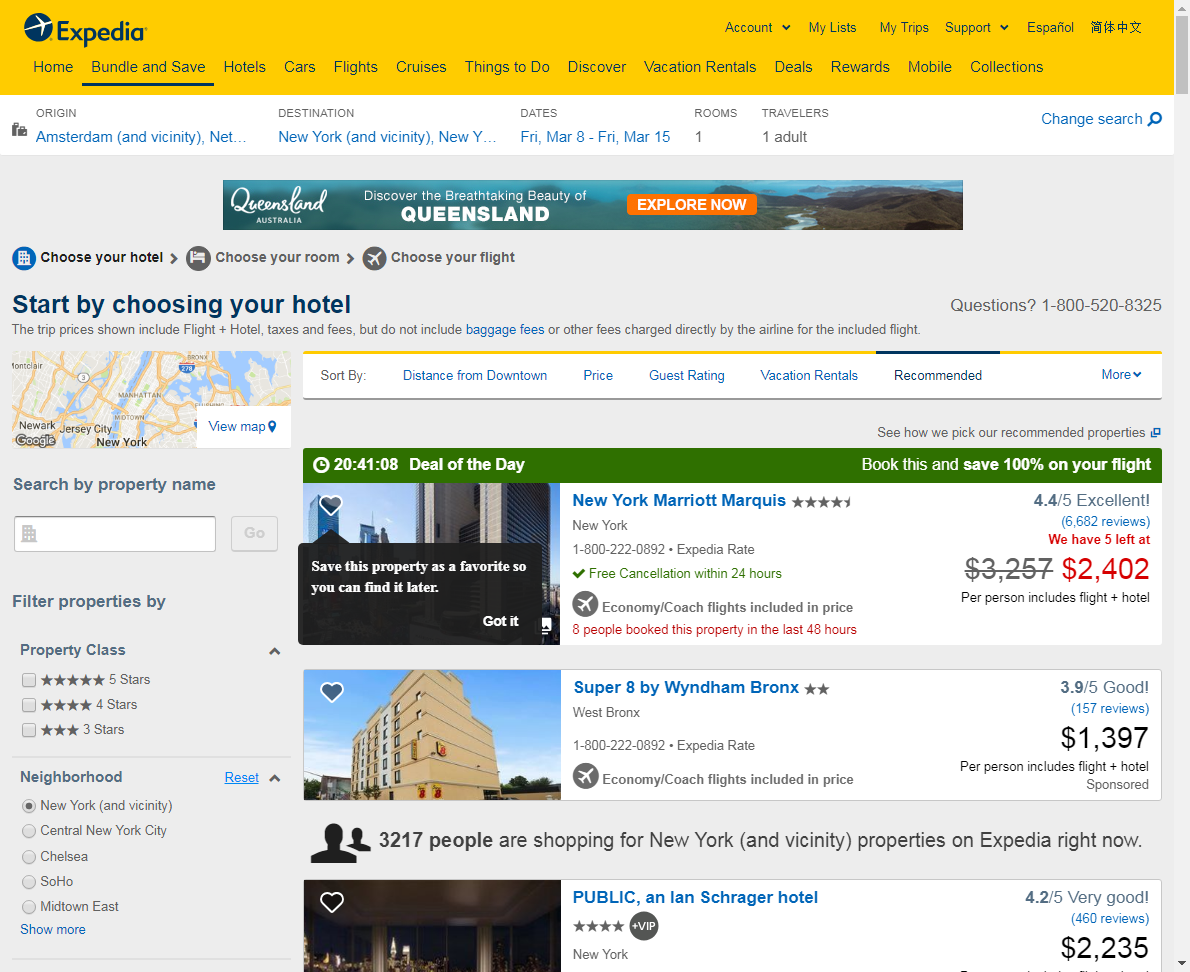 Expedia
Account My Lists My Trips Support Español 简体中文
Home Bundle and Save Hotels Cars Flights Cruises Things to Do Discover Vacation Rentals Deals Rewards Mobile Collections
ORIGIN DESTINATION DATES ROOMS TRAVELERS
Amsterdam (and vicinity), Net... New York (and vicinity), New Y... Fri, Mar 8 - Fri, Mar 15 1 1 adult
Change search
Queensland
AUSTRALIA
Discover the Breathtaking Beauty of
QUEENSLAND
EXPLORE NOW
Choose your hotel Choose your room Choose your flight
Start by choosing your hotel
Questions? 1-800-520-8325
The trip prices shown include Flight + Hotel, taxes and fees, but do not include baggage fees or other fees charged directly by the airline for the included flight.
BRONX
278
3
MANHATTAN
MIDTOWN
Newark
Jersey City
New York
Google
View map
Search by property name
Go
Filter properties by
Property Class
5 Stars
4 Stars
3 Stars
Neighborhood Reset
New York (and vicinity)
Central New York City
Chelsea
SoHo
Midtown East
Show more
Sort By: Distance from Downtown Price Guest Rating Vacation Rentals Recommended More
See how we pick our recommended properties
20:41:08 Deal of the Day Book this and save 100% on your flight
Save this property as a favorite so
you can find it later.
Got it
New York Marriott Marquis
New York
1-800-222-0892 • Expedia Rate
Free Cancellation within 24 hours
Economy/Coach flights included in price
8 people booked this property in the last 48 hours
4.4/5 Excellent!
(6,682 reviews)
We have 5 left at
$3,257 $2,402
Per person includes flight + hotel
Super 8 by Wyndham Bronx
West Bronx
1-800-222-0892 • Expedia Rate
Economy/Coach flights included in price
3.9/5 Good!
(157 reviews)
$1,397
Per person includes flight + hotel
Sponsored
3217 people are shopping for New York (and vicinity) properties on Expedia right now.
PUBLIC, an Ian Schrager hotel
+VIP
New York
4.2/5 Very good!
(460 reviews)
$2,235